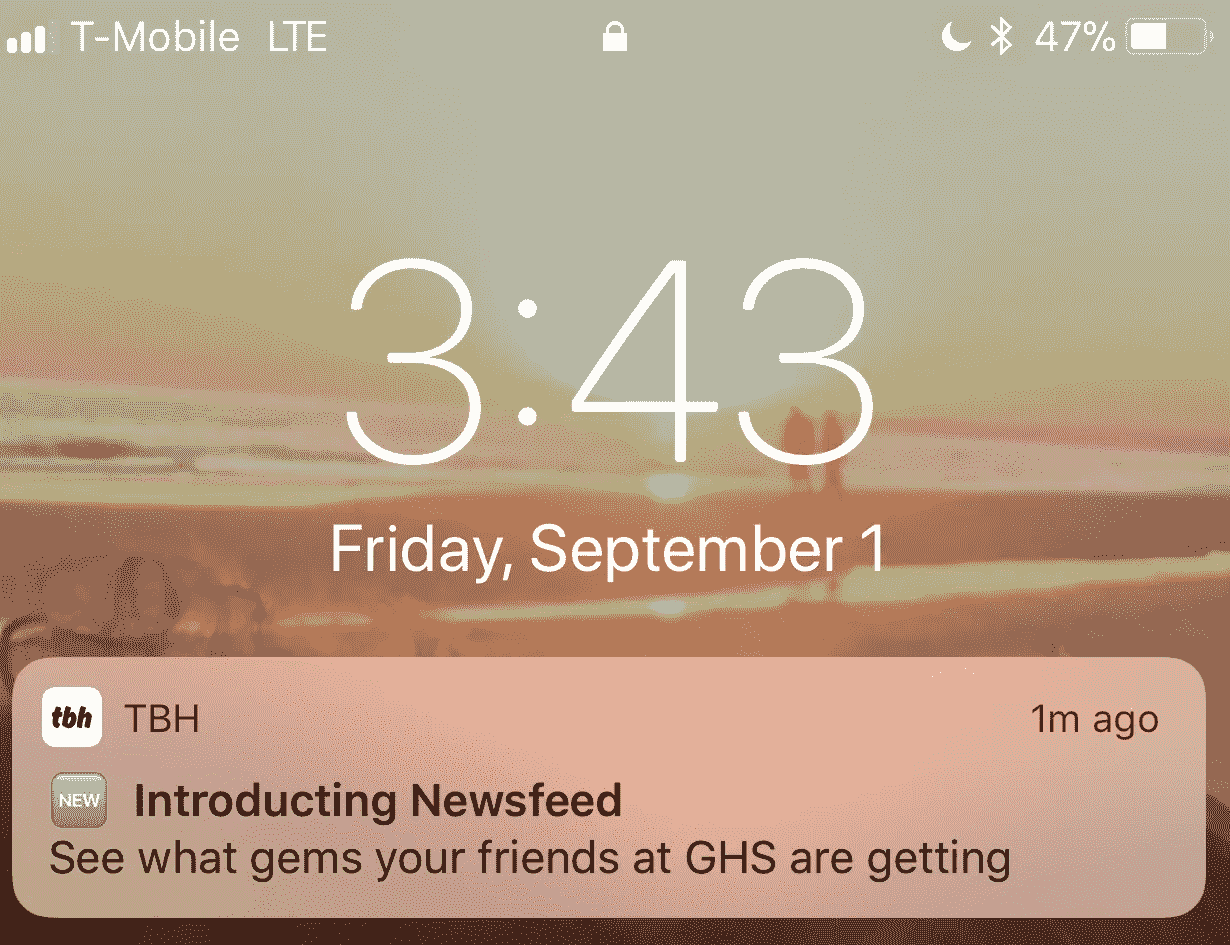 T-Mobile LTE 47%
3:43
Friday, September 1
tbh TBH 1m ago
NEW Introducting Newsfeed
See what gems your friends at GHS are getting